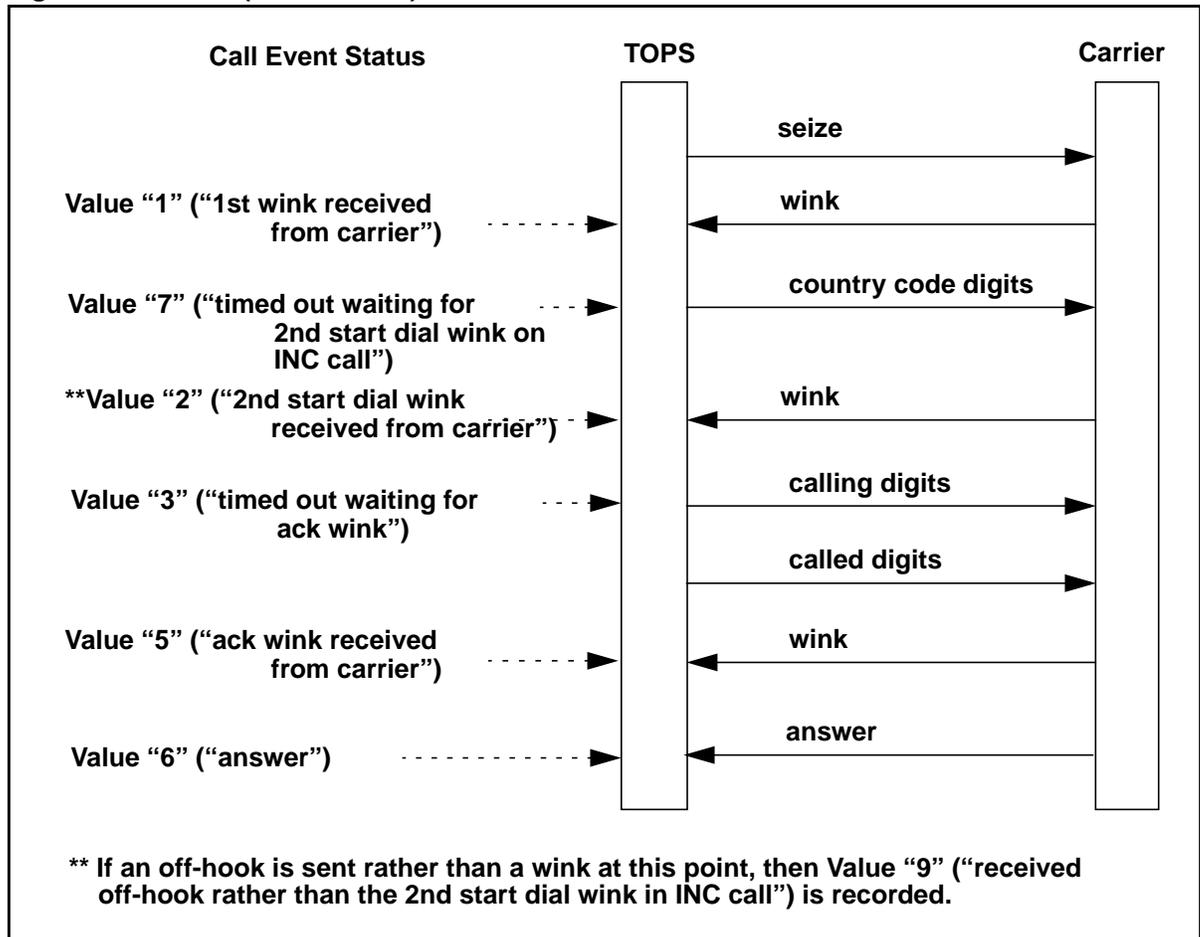 Call Event Status
TOPS
Carrier
seize
Value “1” (“1st wink received
from carrier”)
wink
Value “7” (“timed out waiting for
2nd start dial wink on
INC call”)
country code digits
**Value “2” (“2nd start dial wink
received from carrier”)
wink
Value “3” (“timed out waiting for
ack wink”)
calling digits
called digits
Value “5” (“ack wink received
from carrier”)
wink
Value “6” (“answer”)
answer
** If an off-hook is sent rather than a wink at this point, then Value “9” (“received
off-hook rather than the 2nd start dial wink in INC call”) is recorded.